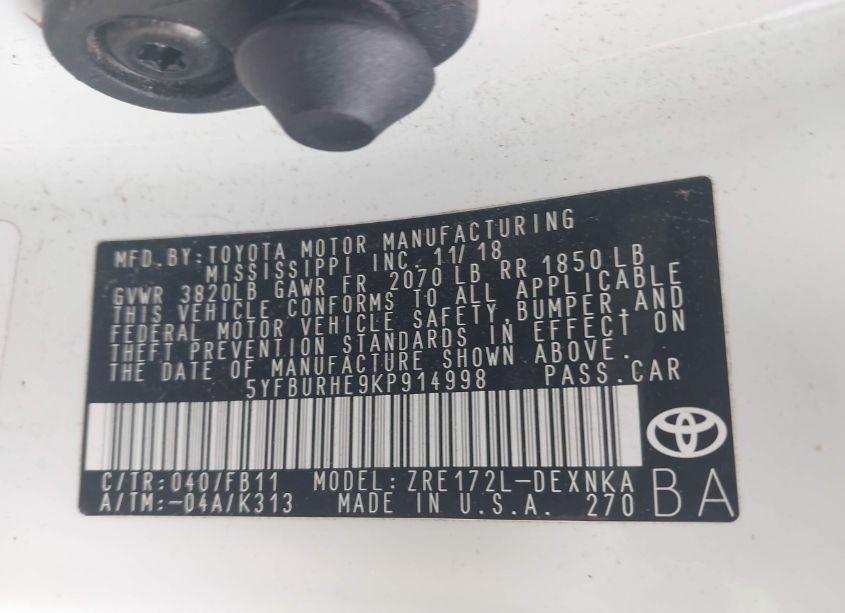 MFD.BY:TOYOTA MOTOR MANUFACTURING
MISSISSIPPI INC. 11/18
GVWR 3820LB GAWR FR 2070 LB RR 1850 LB
THIS VEHICLE CONFORMS TO ALL APPLICABLE
FEDERAL MOTOR VEHICLE SAFETY,BUMPER,AND
THEFT PREVENTION STANDARDS IN EFFECT ON
THE DATE OF MANUFACTURE SHOWN ABOVE.
5YFBURHE9KP914998 PASS.CAR
C/TR:040/FB11 MODEL:ZRE172L-DEXNKA
A/TM:-04A/K313 MADE IN U.S.A. 270 BA